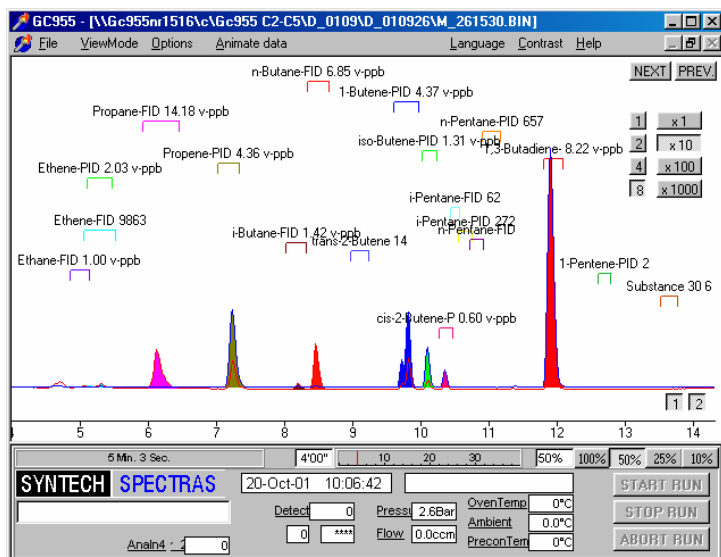 GC955 - [\\Gc955nr1516\c\Gc955 C2-C5\D_0109\D_010926\M_261530.BIN]
File ViewMode Options Animate data Language Contrast Help
n-Butane-FID 6.85 v-ppb
NEXT PREV.
1-Butene-PID 4.37 v-ppb
Propane-FID 14.18 v-ppb
n-Pentane-PID 657
1 x 1
iso-Butene-PID 1.31 v-ppb
2 x 10
Propene-PID 4.36 v-ppb
1,3-Butadiene- 8.22 v-ppb
Ethene-PID 2.03 v-ppb
4 x 100
8 x 1000
i-Pentane-FID 62
Ethene-FID 9863
i-Pentane-PID 272
i-Butane-FID 1.42 v-ppb
n-Pentane-FID
trans-2-Butene 14
Ethane-FID 1.00 v-ppb
1-Pentene-PID 2
Substance 30 6
cis-2-Butene-P 0.60 v-ppb
1 2
4 5 6 7 8 9 10 11 12 13 14
5 Min. 3 Sec. 4'00" 10 20 30 50% 100% 50% 25% 10%
SYNTECH SPECTRAS 20-Oct-01 10:06:42 START RUN
Detect 0 Pressu 2.6Bar OvenTemp 0°C
STOP RUN
0 **** Flow 0.0ccm Ambient 0.0°C
Analn4 : 2 0 PreconTem 0°C ABORT RUN